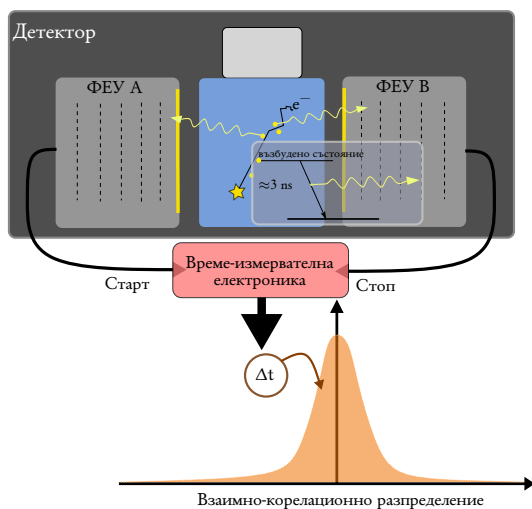 Детектор
ФЕУ А
ФЕУ В
e⁻
възбудено състояние
≈3 ns
Време-измервателна
електроника
Старт
Стоп
Δt
Взаимно-корелационно разпределение